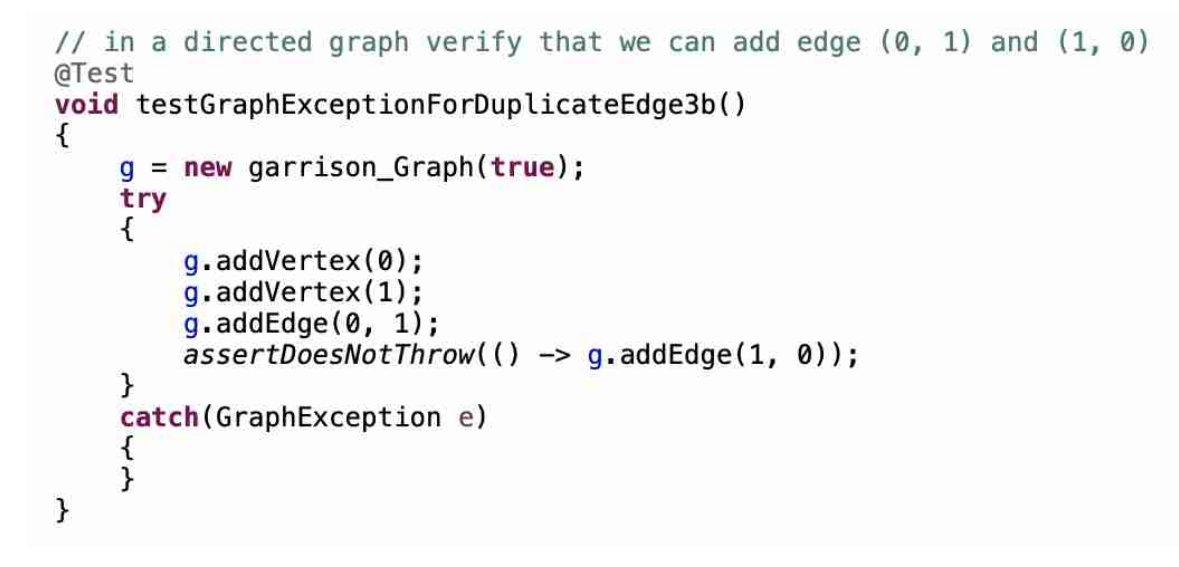 // in a directed graph verify that we can add edge (0, 1) and (1, 0)
@Test
void testGraphExceptionForDuplicateEdge3b()
{
    g = new garrison_Graph(true);
    try
    {
        g.addVertex(0);
        g.addVertex(1);
        g.addEdge(0, 1);
        assertDoesNotThrow(() -> g.addEdge(1, 0));
    }
    catch(GraphException e)
    {
    }
}